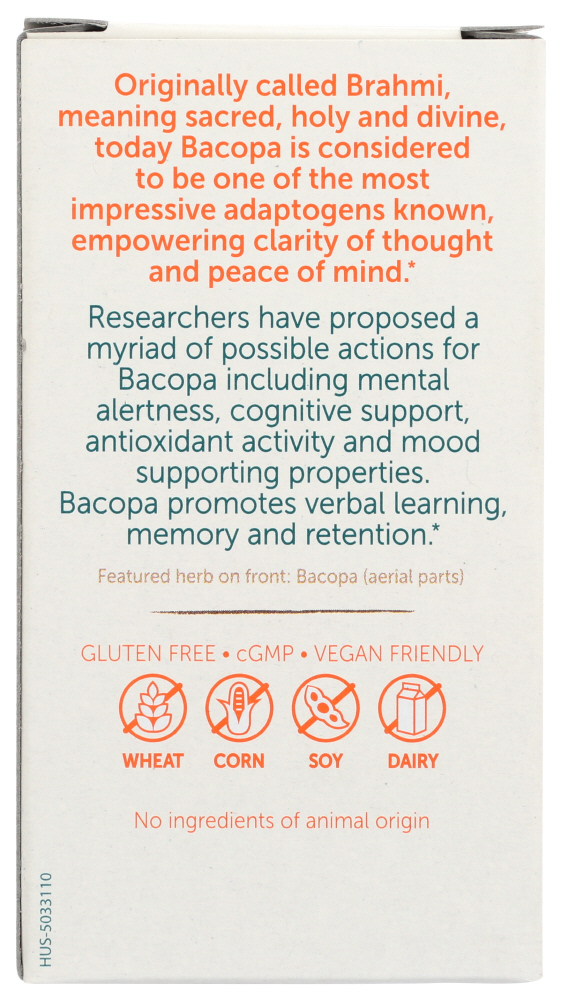 Originally called Brahmi,
meaning sacred, holy and divine,
today Bacopa is considered
to be one of the most
impressive adaptogens known,
empowering clarity of thought
and peace of mind.*
Researchers have proposed a
myriad of possible actions for
Bacopa including mental
alertness, cognitive support,
antioxidant activity and mood
supporting properties.
Bacopa promotes verbal learning,
memory and retention.*
Featured herb on front: Bacopa (aerial parts)
GLUTEN FREE • cGMP • VEGAN FRIENDLY
WHEAT CORN SOY DAIRY
No ingredients of animal origin
HUS-5033110